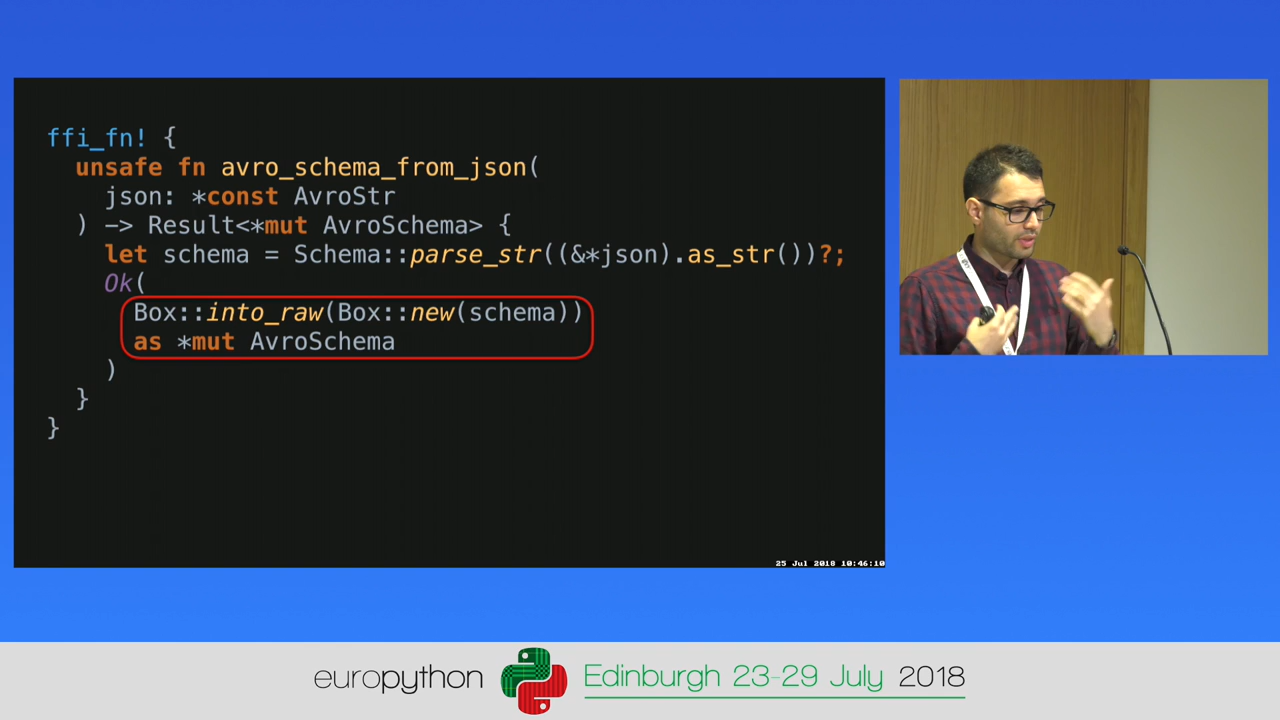 ffi_fn! {
unsafe fn avro_schema_from_json(
json: *const AvroStr
) -> Result<*mut AvroSchema> {
let schema = Schema::parse_str((&*json).as_str())?;
Ok(
Box::into_raw(Box::new(schema))
as *mut AvroSchema
)
}
}
25 Jul 2018 10:46:10
europython Edinburgh 23-29 July 2018